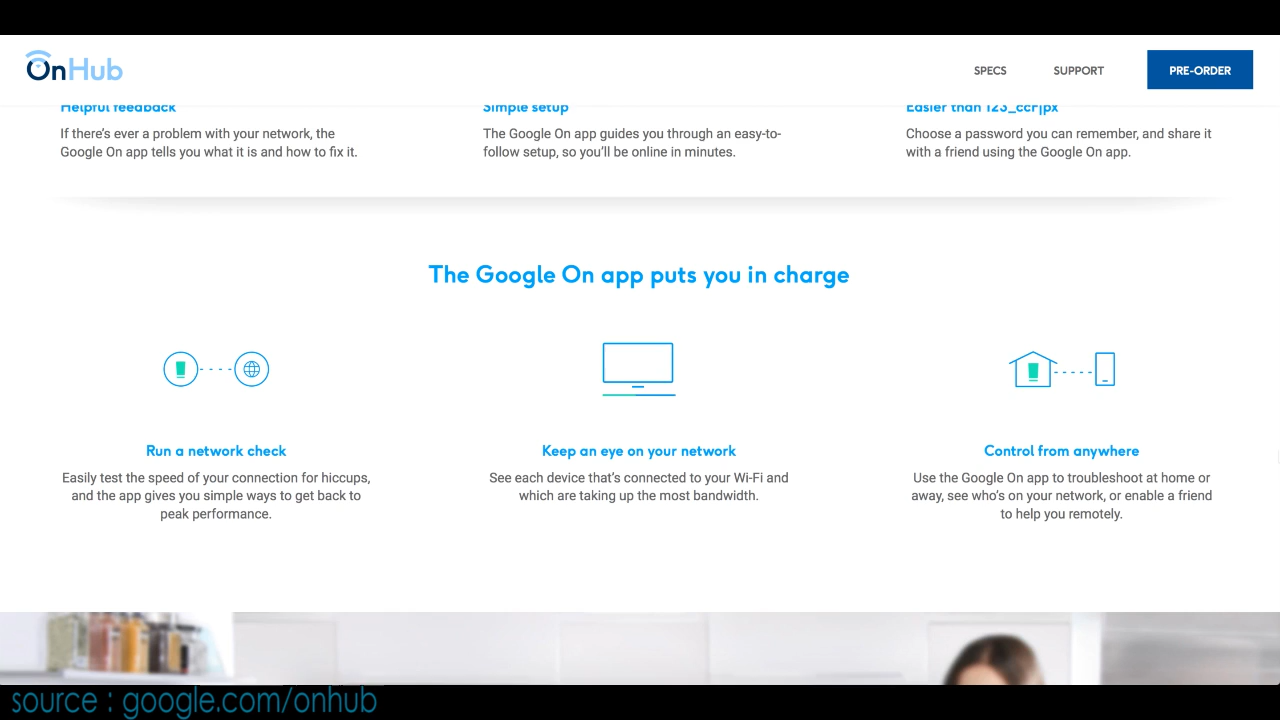 OnHub
SPECS
SUPPORT
PRE-ORDER
Helpful feedback
If there's ever a problem with your network, the
Google On app tells you what it is and how to fix it.
Simple setup
The Google On app guides you through an easy-to-
follow setup, so you'll be online in minutes.
Easier than
Choose a password you can remember, and share it
with a friend using the Google On app.
The Google On app puts you in charge
Run a network check
Easily test the speed of your connection for hiccups,
and the app gives you simple ways to get back to
peak performance.
Keep an eye on your network
See each device that's connected to your Wi-Fi and
which are taking up the most bandwidth.
Control from anywhere
Use the Google On app to troubleshoot at home or
away, see who's on your network, or enable a friend
to help you remotely.
source : google.com/onhub